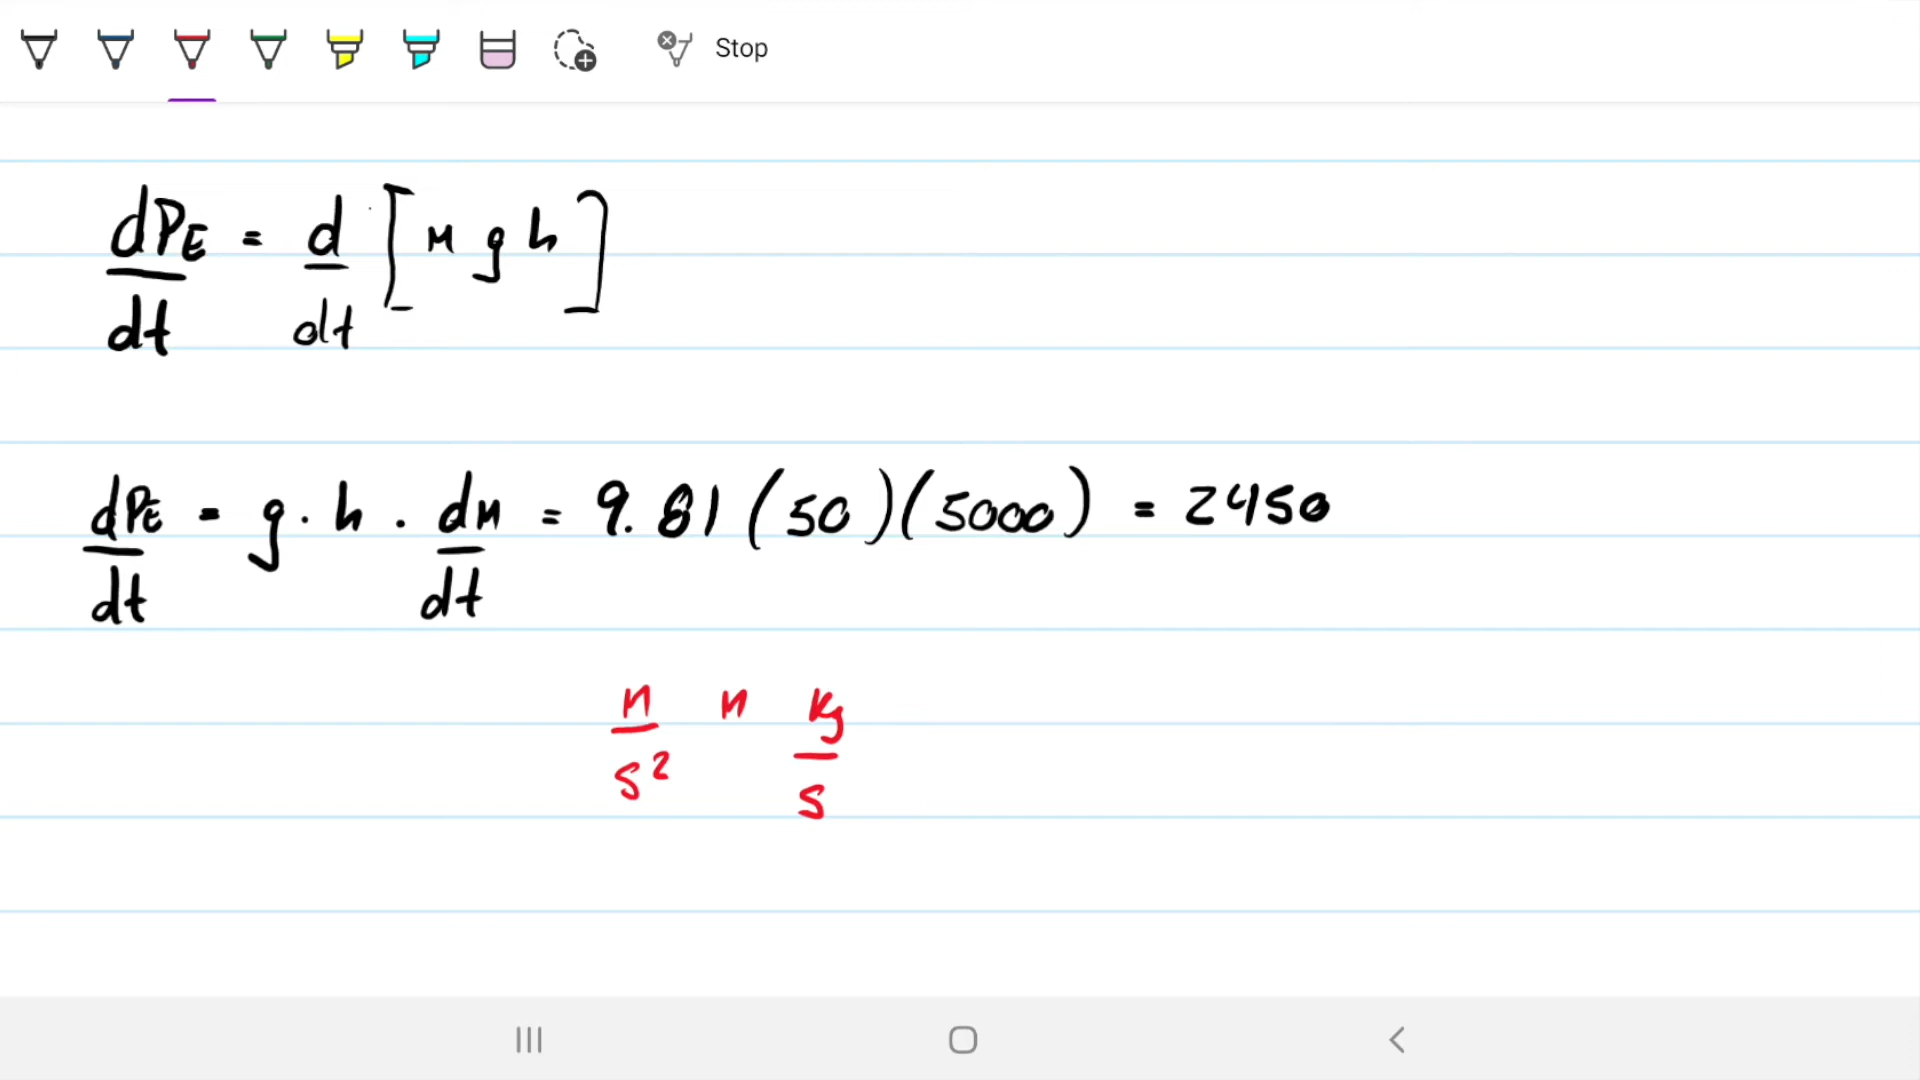 Stop
dPE/dt = d/dt [m g h]
dPE/dt = g · h · dm/dt = 9.81 (50)(5000) = 2450
m/s² m kg/s